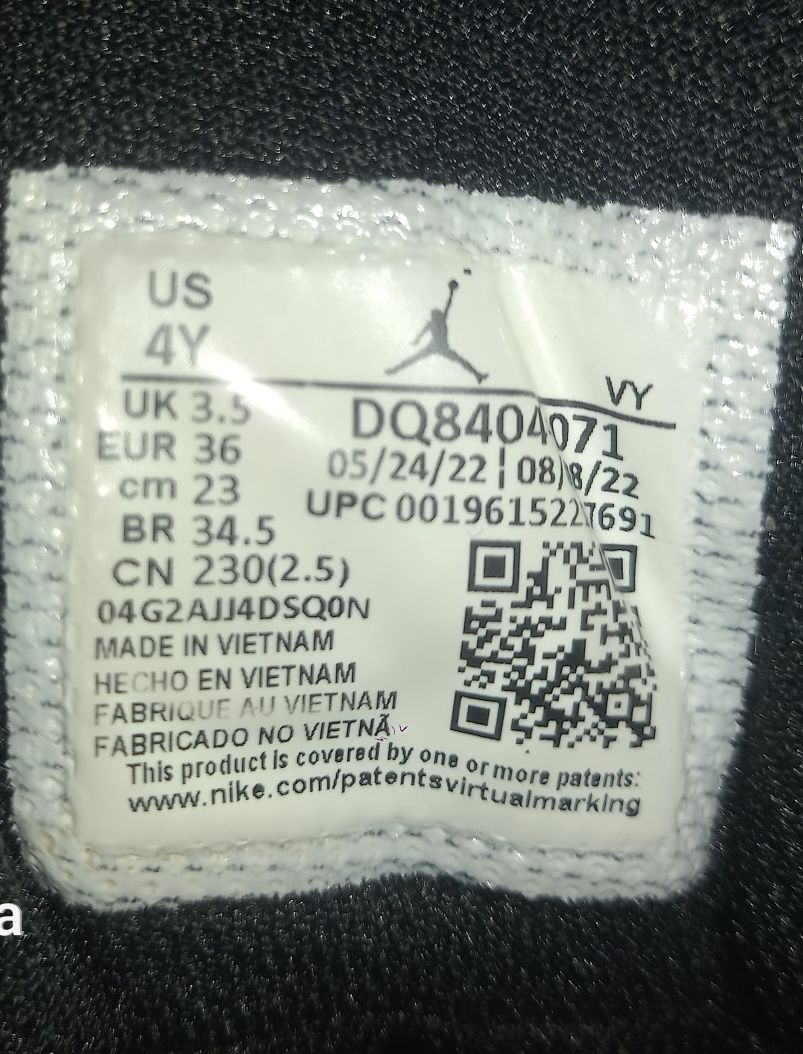 US
4Y
VY
UK 3.5
EUR 36
cm 23
BR 34.5
CN 230(2.5)
DQ8404071
05/24/22 | 08/8/22
UPC 0019615227691
04G2AJJ4DSQ0N
MADE IN VIETNAM
HECHO EN VIETNAM
FABRIQUE AU VIETNAM
FABRICADO NO VIETNÃ
This product is covered by one or more patents:
www.nike.com/patentsvirtualmarking
a